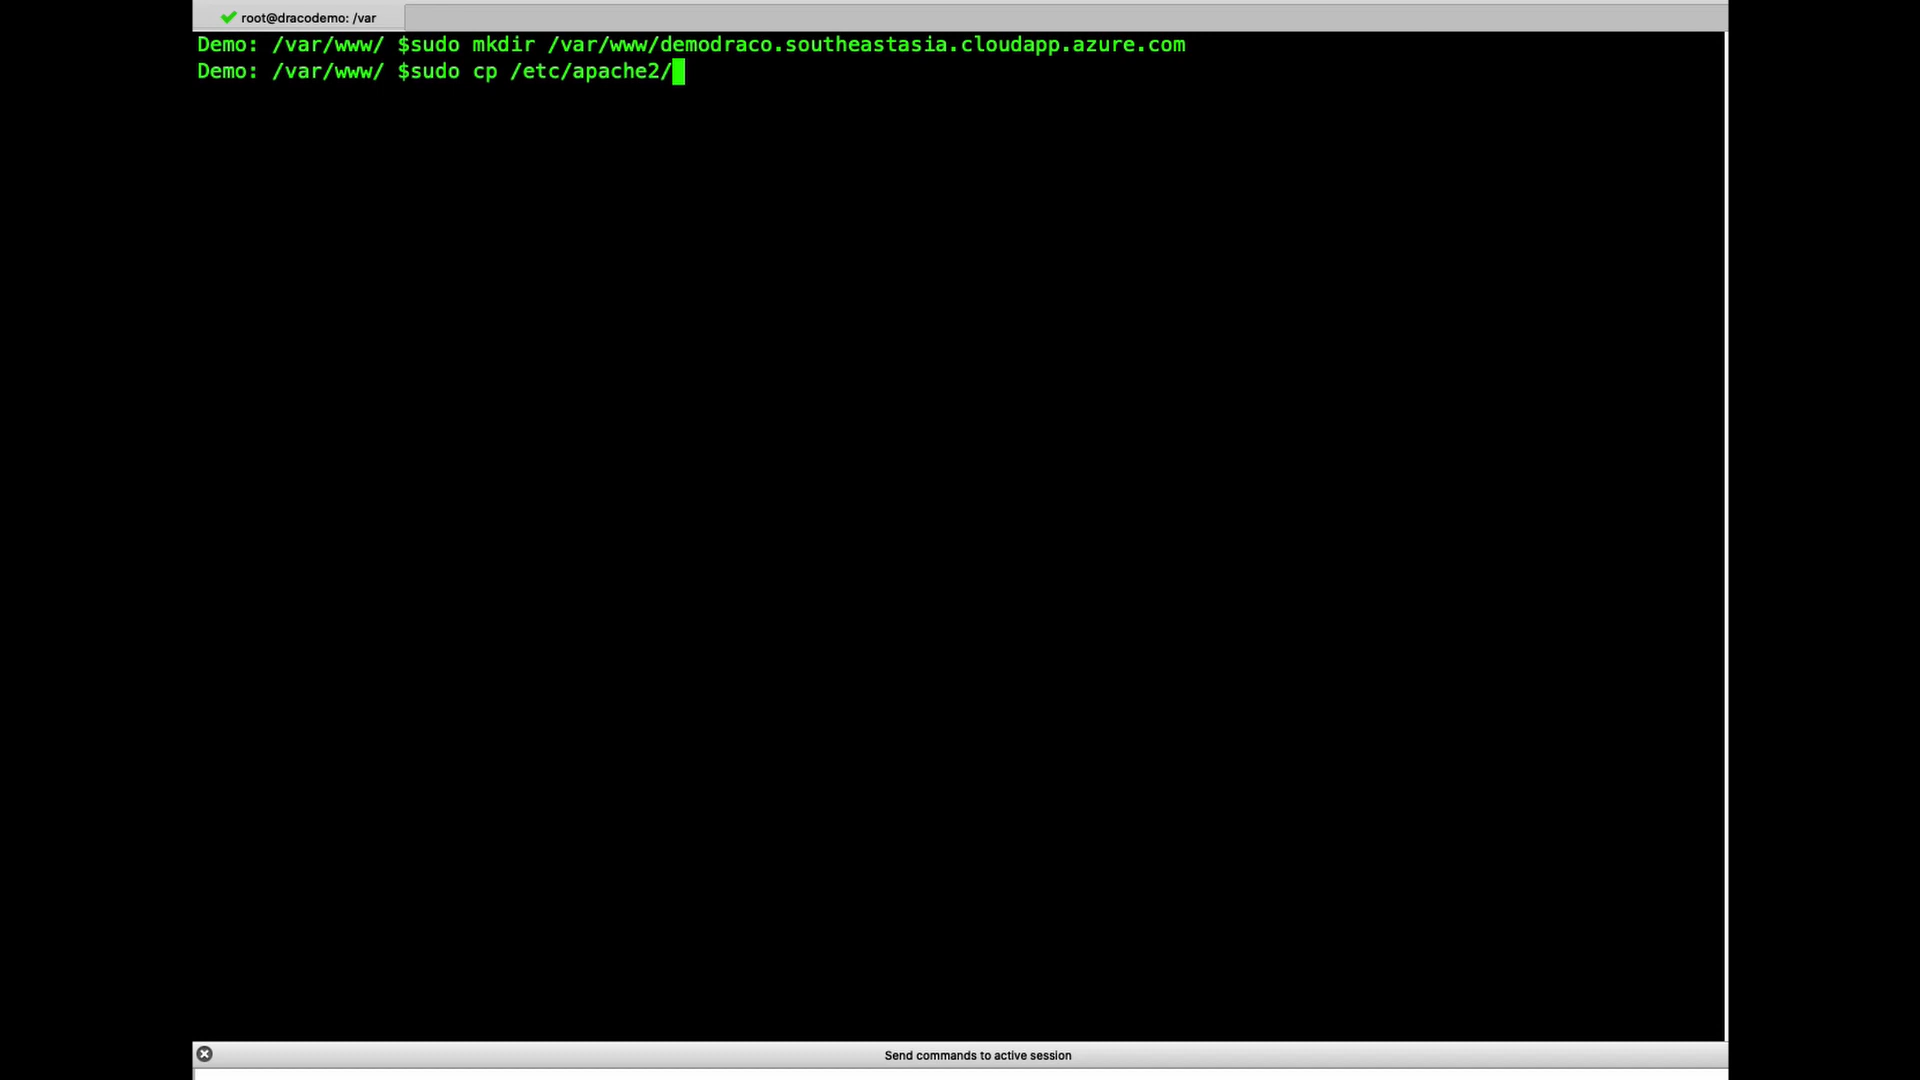 root@dracodemo: /var
Demo: /var/www/ $sudo mkdir /var/www/demodraco.southeastasia.cloudapp.azure.com
Demo: /var/www/ $sudo cp /etc/apache2/
Send commands to active session